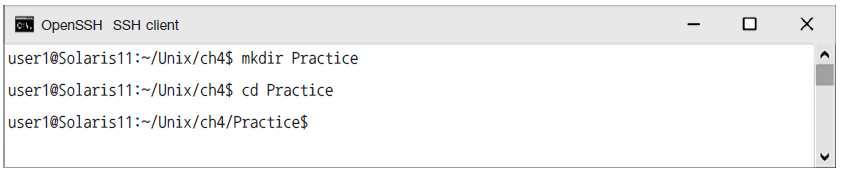 OpenSSH SSH client
user1@Solaris11:~/Unix/ch4$ mkdir Practice
user1@Solaris11:~/Unix/ch4$ cd Practice
user1@Solaris11:~/Unix/ch4/Practice$